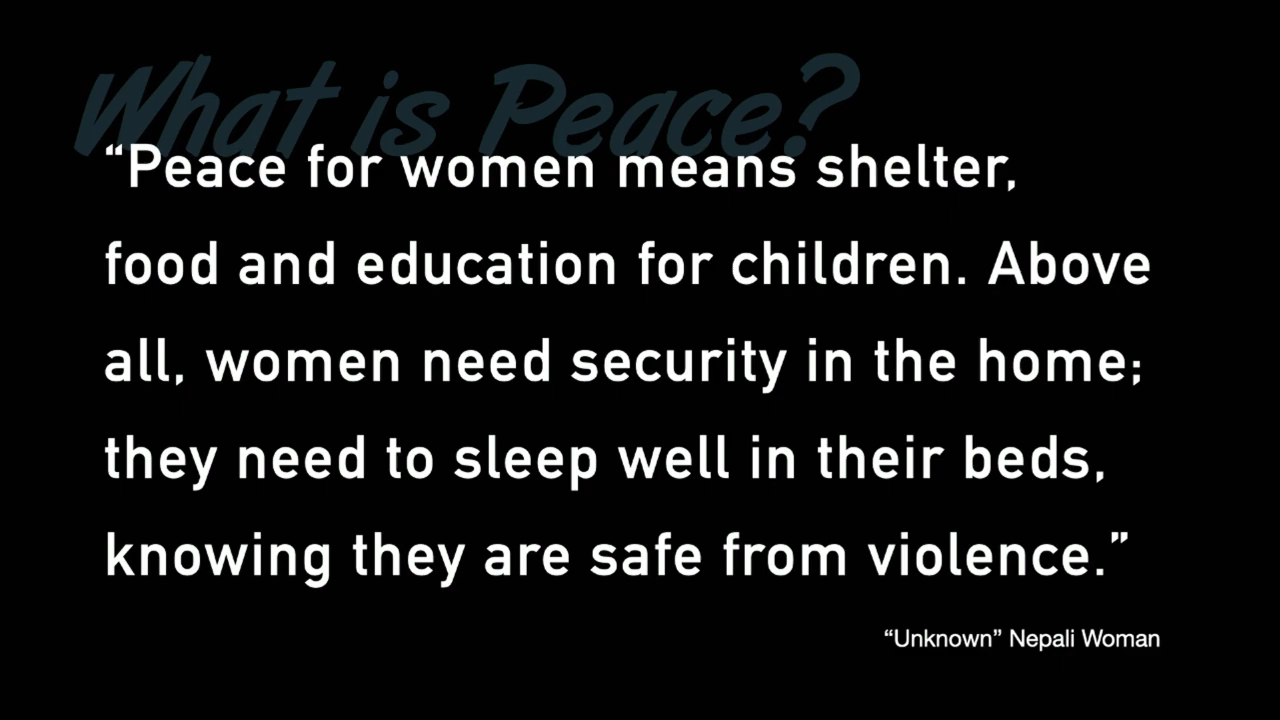 What is Peace?
“Peace for women means shelter,
food and education for children. Above
all, women need security in the home;
they need to sleep well in their beds,
knowing they are safe from violence.”
“Unknown” Nepali Woman